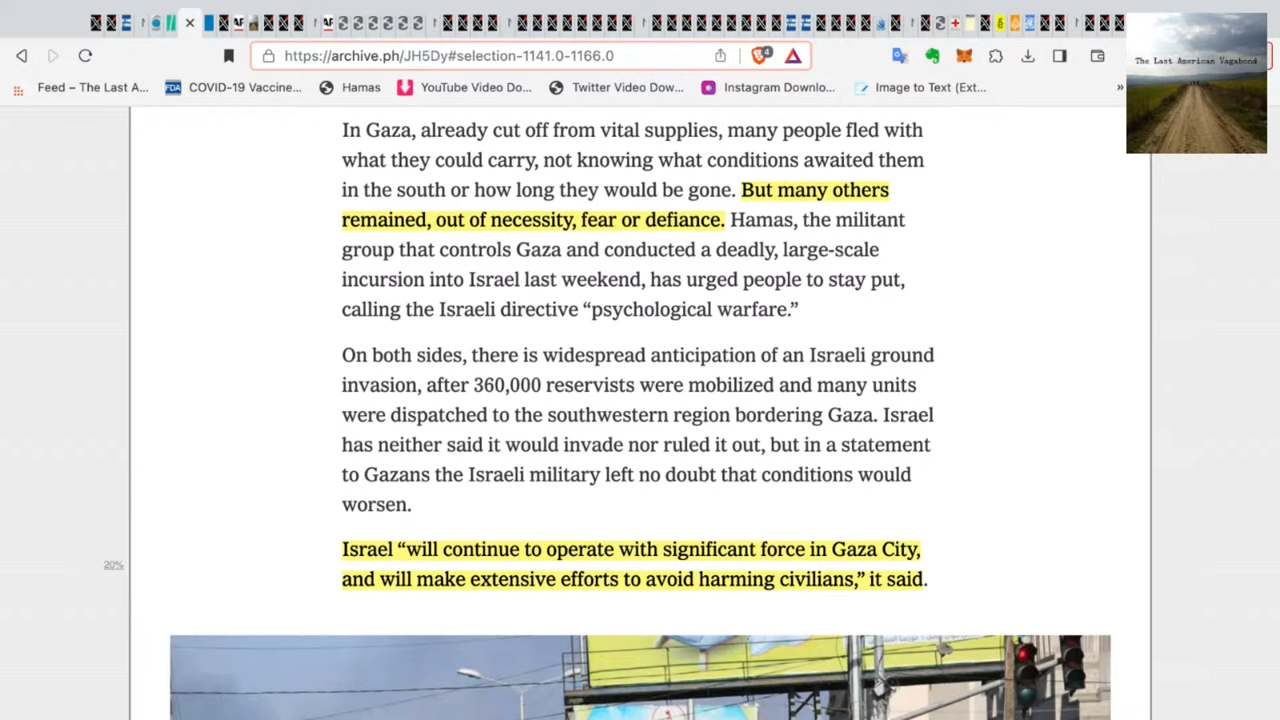 https://archive.ph/JH5Dy#selection-1141.0-1166.0
4
Feed – The Last A...
FDA
COVID-19 Vaccine...
Hamas
YouTube Video Do...
Twitter Video Dow...
Instagram Downlo...
Image to Text (Ext...
»
The Last American Vagabond
In Gaza, already cut off from vital supplies, many people fled with
what they could carry, not knowing what conditions awaited them
in the south or how long they would be gone. But many others
remained, out of necessity, fear or defiance. Hamas, the militant
group that controls Gaza and conducted a deadly, large-scale
incursion into Israel last weekend, has urged people to stay put,
calling the Israeli directive “psychological warfare.”
On both sides, there is widespread anticipation of an Israeli ground
invasion, after 360,000 reservists were mobilized and many units
were dispatched to the southwestern region bordering Gaza. Israel
has neither said it would invade nor ruled it out, but in a statement
to Gazans the Israeli military left no doubt that conditions would
worsen.
20%
Israel “will continue to operate with significant force in Gaza City,
and will make extensive efforts to avoid harming civilians,” it said.